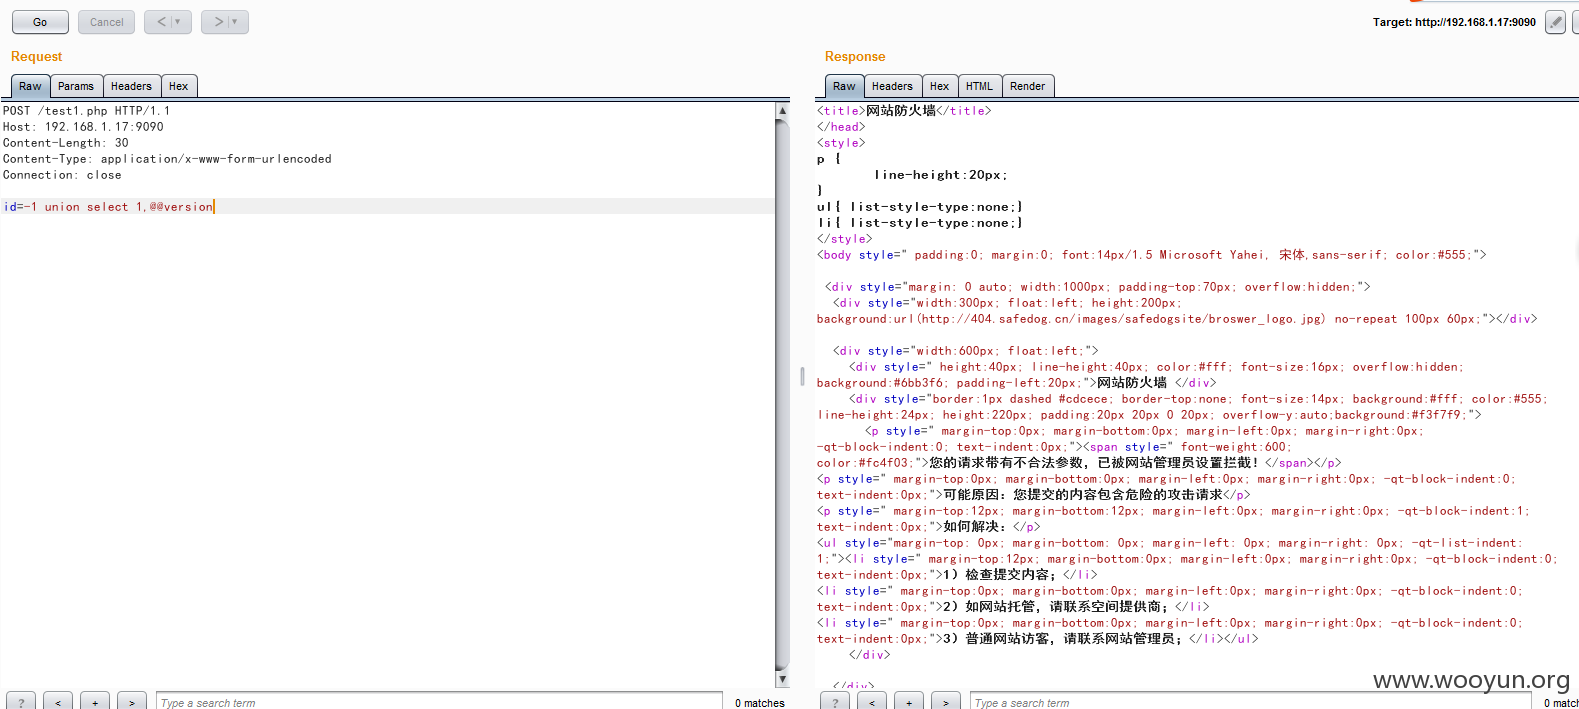 Go
Cancel
<
>
Target: http://192.168.1.17:9090
Request
Raw
Params
Headers
Hex
POST /test1.php HTTP/1.1
Host: 192.168.1.17:9090
Content-Length: 30
Content-Type: application/x-www-form-urlencoded
Connection: close
id=-1 union select 1,@@version
?
<
+
>
Type a search term
0 matches
Response
Raw
Headers
Hex
HTML
Render
<title>网站防火墙</title>
</head>
<style>
p {
line-height:20px;
}
ul{ list-style-type:none;}
li{ list-style-type:none;}
</style>
<body style=" padding:0; margin:0; font:14px/1.5 Microsoft Yahei, 宋体,sans-serif; color:#555;">
<div style="margin: 0 auto; width:1000px; padding-top:70px; overflow:hidden;">
<div style="width:300px; float:left; height:200px;
background:url(http://404.safedog.cn/images/safedogsite/broswer_logo.jpg) no-repeat 100px 60px;"></div>
<div style="width:600px; float:left;">
<div style=" height:40px; line-height:40px; color:#fff; font-size:16px; overflow:hidden;
background:#6bb3f6; padding-left:20px;">网站防火墙 </div>
<div style="border:1px dashed #cdcece; border-top:none; font-size:14px; background:#fff; color:#555;
line-height:24px; height:220px; padding:20px 20px 0 20px; overflow-y:auto;background:#f3f7f9;">
<p style=" margin-top:0px; margin-bottom:0px; margin-left:0px; margin-right:0px;
-qt-block-indent:0; text-indent:0px;"><span style=" font-weight:600;
color:#fc4f03;">您的请求带有不合法参数，已被网站管理员设置拦截！</span></p>
<p style=" margin-top:0px; margin-bottom:0px; margin-left:0px; margin-right:0px; -qt-block-indent:0;
text-indent:0px;">可能原因：您提交的内容包含危险的攻击请求</p>
<p style=" margin-top:12px; margin-bottom:12px; margin-left:0px; margin-right:0px; -qt-block-indent:1;
text-indent:0px;">如何解决：</p>
<ul style="margin-top: 0px; margin-bottom: 0px; margin-left: 0px; margin-right: 0px; -qt-list-indent:
1;"><li style=" margin-top:12px; margin-bottom:0px; margin-left:0px; margin-right:0px; -qt-block-indent:0;
text-indent:0px;">1）检查提交内容；</li>
<li style=" margin-top:0px; margin-bottom:0px; margin-left:0px; margin-right:0px; -qt-block-indent:0;
text-indent:0px;">2）如网站托管，请联系空间提供商；</li>
<li style=" margin-top:0px; margin-bottom:0px; margin-left:0px; margin-right:0px; -qt-block-indent:0;
text-indent:0px;">3）普通网站访客，请联系网站管理员；</li></ul>
</div>
</div>
www.wooyun.org
?
<
+
>
Type a search term
0 matc